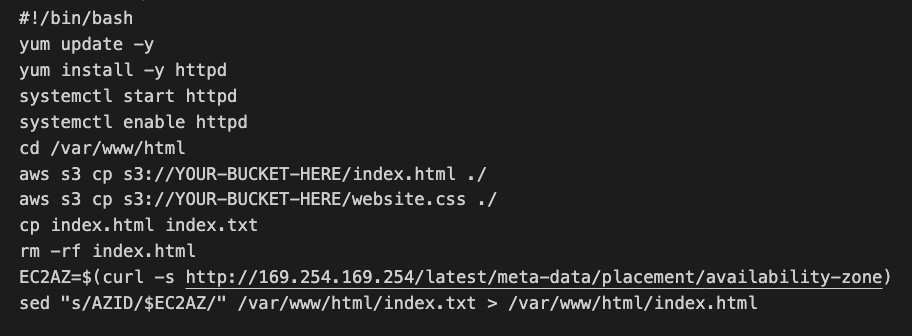 #!/bin/bash
yum update -y
yum install -y httpd
systemctl start httpd
systemctl enable httpd
cd /var/www/html
aws s3 cp s3://YOUR-BUCKET-HERE/index.html ./
aws s3 cp s3://YOUR-BUCKET-HERE/website.css ./
cp index.html index.txt
rm -rf index.html
EC2AZ=$(curl -s http://169.254.169.254/latest/meta-data/placement/availability-zone)
sed "s/AZID/$EC2AZ/" /var/www/html/index.txt > /var/www/html/index.html